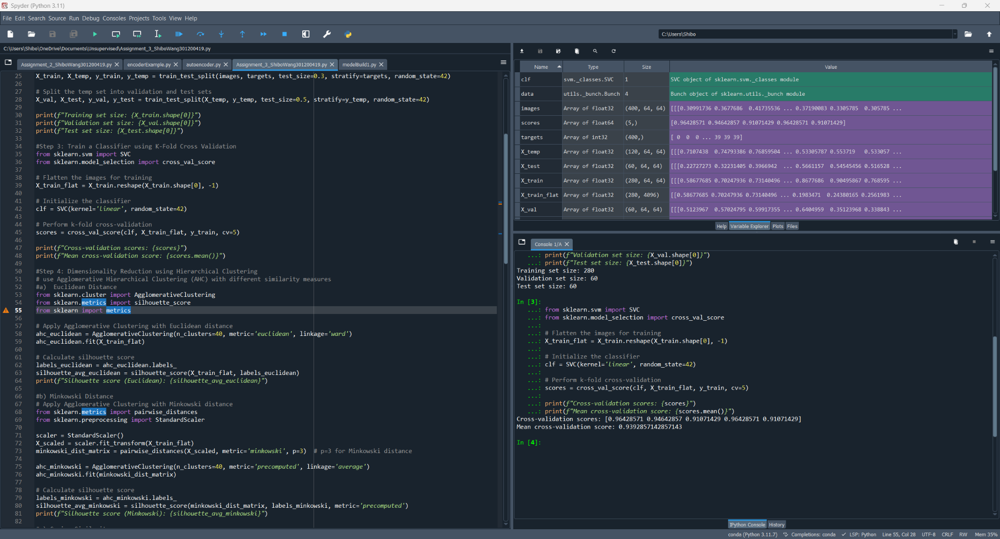 Spyder (Python 3.11)
File Edit Search Source Run Debug Consoles Projects Tools View Help
C:\Users\Shibo
C:\Users\Shibo\OneDrive\Documents\Unsupervised\Assignment_3_ShiboWang301200419.py
Assignment_2_ShiboWang301200419.py encoderExample.py autoencoder.py Assignment_3_ShiboWang301200419.py modelBuild1.py
25 X_train, X_temp, y_train, y_temp = train_test_split(images, targets, test_size=0.3, stratify=targets, random_state=42)
26
27 # Split the temp set into validation and test sets
28 X_val, X_test, y_val, y_test = train_test_split(X_temp, y_temp, test_size=0.5, stratify=y_temp, random_state=42)
29
30 print(f"Training set size: {X_train.shape[0]}")
31 print(f"Validation set size: {X_val.shape[0]}")
32 print(f"Test set size: {X_test.shape[0]}")
33
34 #Step 3: Train a Classifier using K-Fold Cross Validation
35 from sklearn.svm import SVC
36 from sklearn.model_selection import cross_val_score
37
38 # Flatten the images for training
39 X_train_flat = X_train.reshape(X_train.shape[0], -1)
40
41 # Initialize the classifier
42 clf = SVC(kernel='linear', random_state=42)
43
44 # Perform k-fold cross-validation
45 scores = cross_val_score(clf, X_train_flat, y_train, cv=5)
46
47 print(f"Cross-validation scores: {scores}")
48 print(f"Mean cross-validation score: {scores.mean()}")
49
50 #Step 4: Dimensionality Reduction using Hierarchical Clustering
51 # use Agglomerative Hierarchical Clustering (AHC) with different similarity measures
52 #a)  Euclidean Distance
53 from sklearn.cluster import AgglomerativeClustering
54 from sklearn.metrics import silhouette_score
55 from sklearn import metrics
56
57 # Apply Agglomerative Clustering with Euclidean distance
58 ahc_euclidean = AgglomerativeClustering(n_clusters=40, metric='euclidean', linkage='ward')
59 ahc_euclidean.fit(X_train_flat)
60
61 # Calculate silhouette score
62 labels_euclidean = ahc_euclidean.labels_
63 silhouette_avg_euclidean = silhouette_score(X_train_flat, labels_euclidean)
64 print(f"Silhouette score (Euclidean): {silhouette_avg_euclidean}")
65
66 #b) Minkowski Distance
67 # Apply Agglomerative Clustering with Minkowski distance
68 from sklearn.metrics import pairwise_distances
69 from sklearn.preprocessing import StandardScaler
70
71 scaler = StandardScaler()
72 X_scaled = scaler.fit_transform(X_train_flat)
73 minkowski_dist_matrix = pairwise_distances(X_scaled, metric='minkowski', p=3)  # p=3 for Minkowski distance
74
75 ahc_minkowski = AgglomerativeClustering(n_clusters=40, metric='precomputed', linkage='average')
76 ahc_minkowski.fit(minkowski_dist_matrix)
77
78 # Calculate silhouette score
79 labels_minkowski = ahc_minkowski.labels_
80 silhouette_avg_minkowski = silhouette_score(minkowski_dist_matrix, labels_minkowski, metric='precomputed')
81 print(f"Silhouette score (Minkowski): {silhouette_avg_minkowski}")
82
Name Type Size Value
clf svm._classes.SVC 1 SVC object of sklearn.svm._classes module
data utils._bunch.Bunch 4 Bunch object of sklearn.utils._bunch module
images Array of float32 (400, 64, 64) [[[0.30991736 0.3677686 0.41735536 ... 0.37190083 0.3305785 0.305785 ...
scores Array of float64 (5,) [0.96428571 0.94642857 0.91071429 0.96428571 0.91071429]
targets Array of int32 (400,) [ 0 0 0 ... 39 39 39]
X_temp Array of float32 (120, 64, 64) [[[0.7107438 0.74793386 0.76859504 ... 0.53305787 0.553719 0.533057 ...
X_test Array of float32 (60, 64, 64) [[[0.22727273 0.32231405 0.3966942 ... 0.5661157 0.54545456 0.516528 ...
X_train Array of float32 (280, 64, 64) [[[0.58677685 0.70247936 0.73140496 ... 0.8677686 0.90495867 0.768595 ...
X_train_flat Array of float32 (280, 4096) [[0.58677685 0.70247936 0.73140496 ... 0.1983471 0.24380165 0.2561983 ...
X_val Array of float32 (60, 64, 64) [[[0.5123967 0.57024795 0.59917355 ... 0.6404959 0.35123968 0.338843 ...
Help Variable Explorer Plots Files
Console 1/A
...: print(f"Validation set size: {X_val.shape[0]}")
...: print(f"Test set size: {X_test.shape[0]}")
Training set size: 280
Validation set size: 60
Test set size: 60
In [3]:
...: from sklearn.svm import SVC
...: from sklearn.model_selection import cross_val_score
...:
...: # Flatten the images for training
...: X_train_flat = X_train.reshape(X_train.shape[0], -1)
...:
...: # Initialize the classifier
...: clf = SVC(kernel='linear', random_state=42)
...:
...: # Perform k-fold cross-validation
...: scores = cross_val_score(clf, X_train_flat, y_train, cv=5)
...:
...: print(f"Cross-validation scores: {scores}")
...: print(f"Mean cross-validation score: {scores.mean()}")
Cross-validation scores: [0.96428571 0.94642857 0.91071429 0.96428571 0.91071429]
Mean cross-validation score: 0.9392857142857143
In [4]:
IPython Console History
conda (Python 3.11.7) Completions: conda LSP: Python Line 55, Col 28 UTF-8 CRLF RW Mem 35%